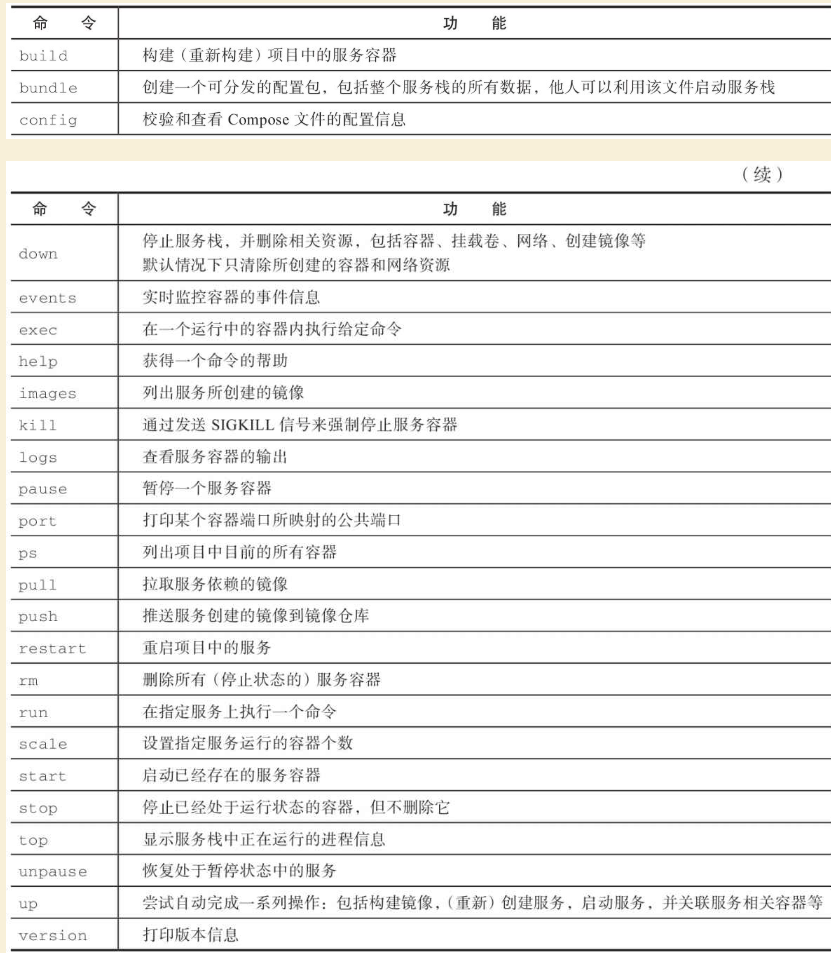 命 令 功 能
build 构建（重新构建）项目中的服务容器
bundle 创建一个可分发的配置包，包括整个服务栈的所有数据，他人可以利用该文件启动服务栈
config 校验和查看 Compose 文件的配置信息
（续）
命 令 功 能
down 停止服务栈，并删除相关资源，包括容器、挂载卷、网络、创建镜像等
默认情况下只清除所创建的容器和网络资源
events 实时监控容器的事件信息
exec 在一个运行中的容器内执行给定命令
help 获得一个命令的帮助
images 列出服务所创建的镜像
kill 通过发送 SIGKILL 信号来强制停止服务容器
logs 查看服务容器的输出
pause 暂停一个服务容器
port 打印某个容器端口所映射的公共端口
ps 列出项目中目前的所有容器
pull 拉取服务依赖的镜像
push 推送服务创建的镜像到镜像仓库
restart 重启项目中的服务
rm 删除所有（停止状态的）服务容器
run 在指定服务上执行一个命令
scale 设置指定服务运行的容器个数
start 启动已经存在的服务容器
stop 停止已经处于运行状态的容器，但不删除它
top 显示服务栈中正在运行的进程信息
unpause 恢复处于暂停状态中的服务
up 尝试自动完成一系列操作：包括构建镜像，（重新）创建服务，启动服务，并关联服务相关容器等
version 打印版本信息